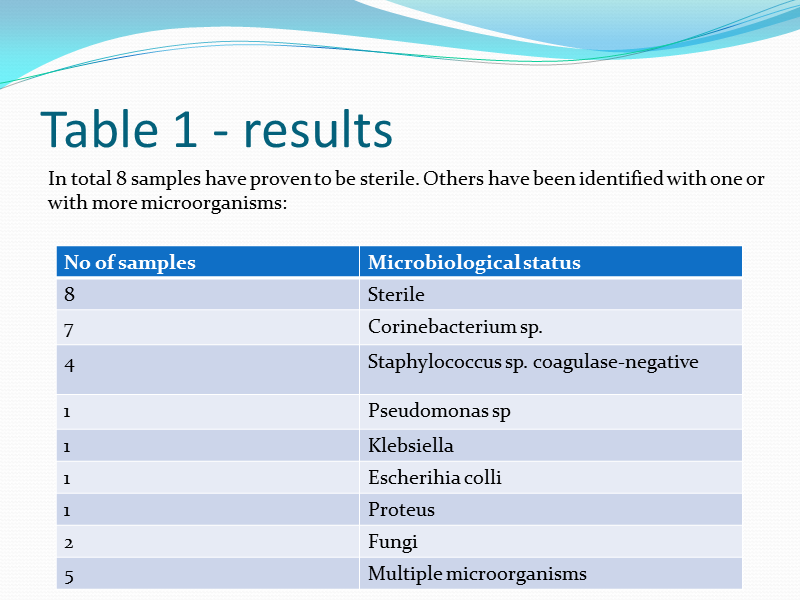 Table 1 - results
In total 8 samples have proven to be sterile. Others have been identified with one or
with more microorganisms:
No of samples Microbiological status
8 Sterile
7 Corinebacterium sp.
4 Staphylococcus sp. coagulase-negative
1 Pseudomonas sp
1 Klebsiella
1 Escherihia colli
1 Proteus
2 Fungi
5 Multiple microorganisms